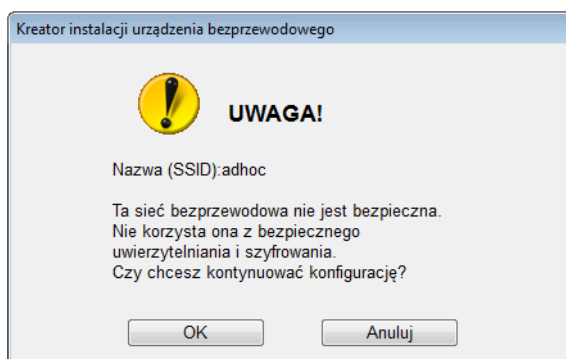 Kreator instalacji urządzenia bezprzewodowego
UWAGA!
Nazwa (SSID):adhoc
Ta sieć bezprzewodowa nie jest bezpieczna.
Nie korzysta ona z bezpiecznego
uwierzytelniania i szyfrowania.
Czy chcesz kontynuować konfigurację?
OK
Anuluj